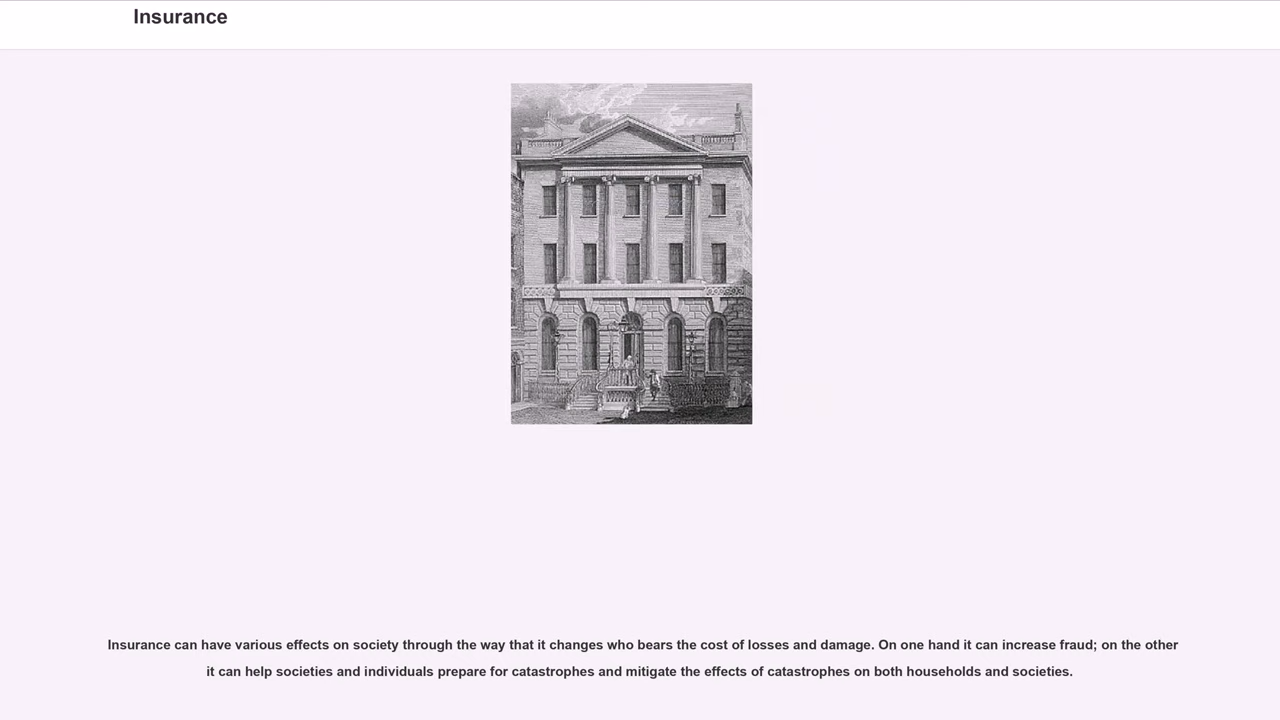 Insurance
Insurance can have various effects on society through the way that it changes who bears the cost of losses and damage. On one hand it can increase fraud; on the other
it can help societies and individuals prepare for catastrophes and mitigate the effects of catastrophes on both households and societies.